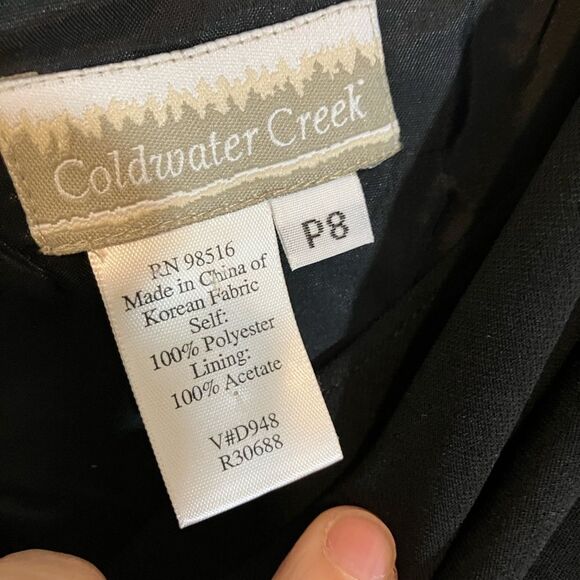 Coldwater Creek
P8
RN 98516
Made in China of
Korean Fabric
Self:
100% Polyester
Lining:
100% Acetate
V#D948
R30688